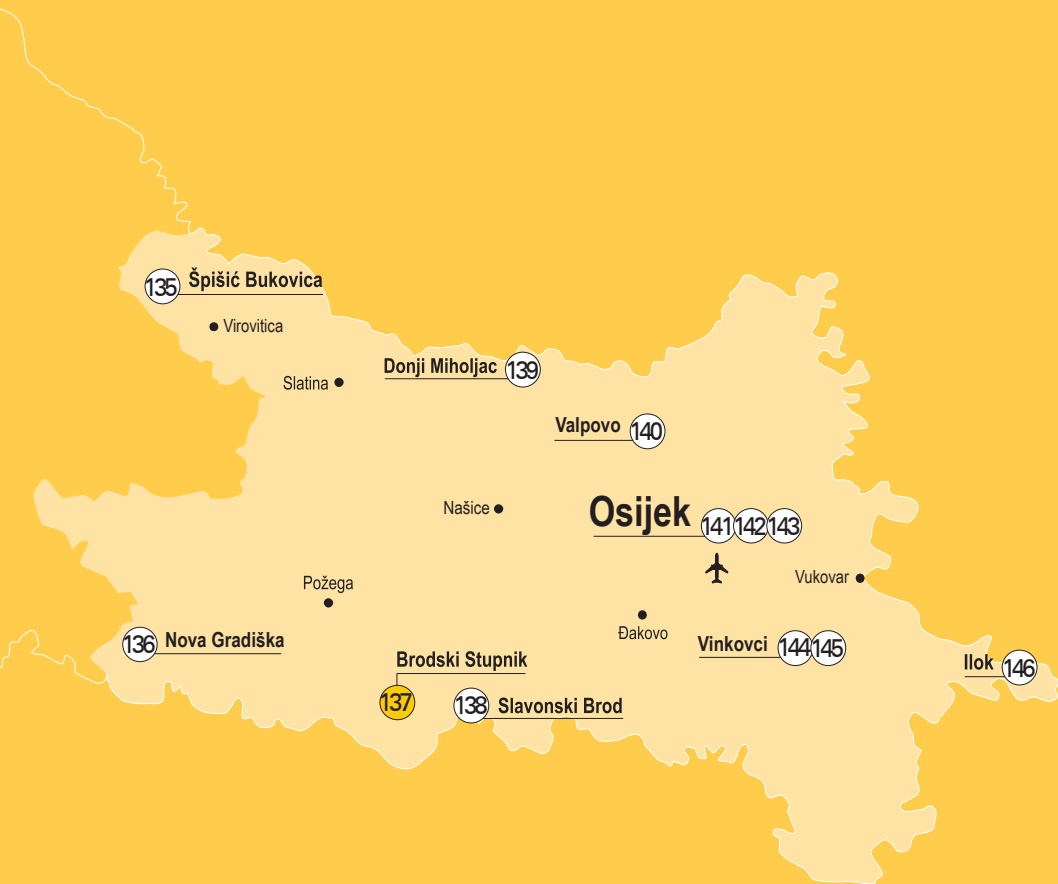 135 Špišić Bukovica
Virovitica
Donji Miholjac 139
Slatina
Valpovo 140
Našice
Osijek 141 142 143
Vukovar
Požega
Đakovo
136 Nova Gradiška
Vinkovci 144 145
Brodski Stupnik
137
Ilok 146
138 Slavonski Brod